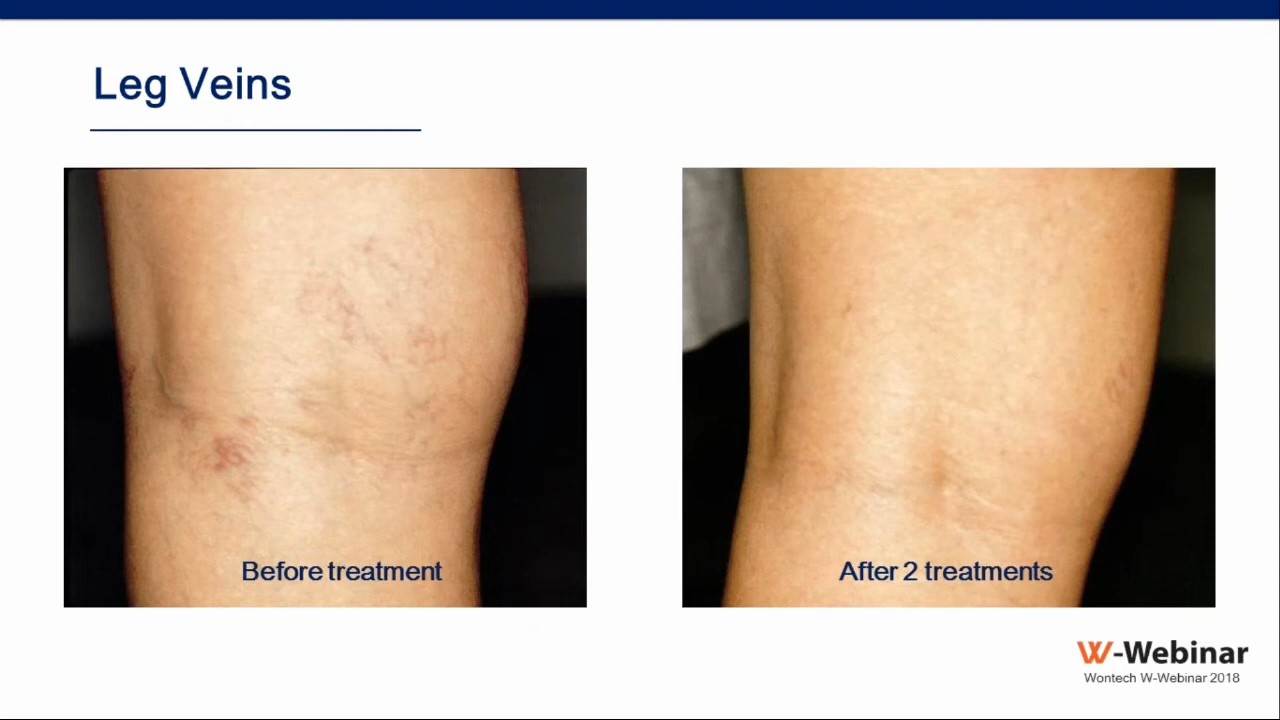 Leg Veins
Before treatment
After 2 treatments
W-Webinar
Wontech W-Webinar 2018